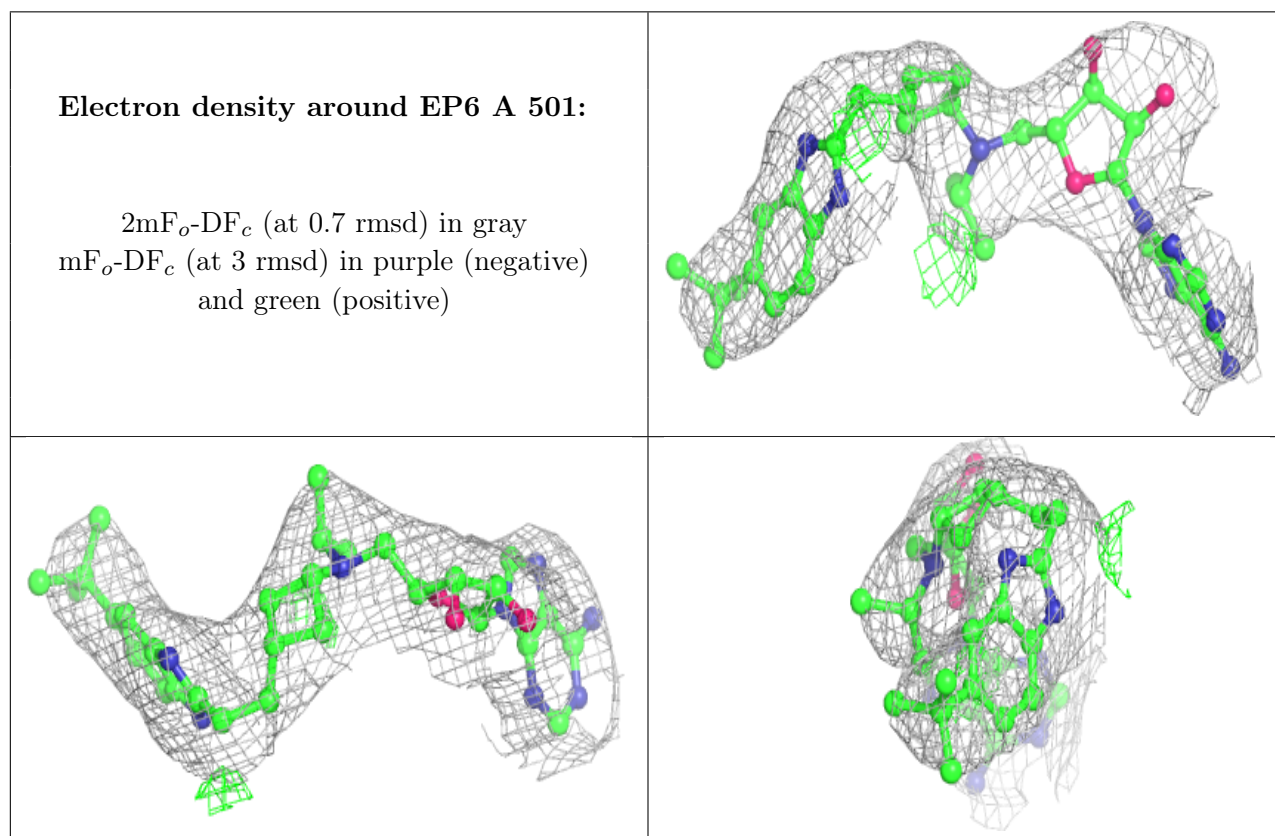 Electron density around EP6 A 501:
2mFo-DFc (at 0.7 rmsd) in gray
mFo-DFc (at 3 rmsd) in purple (negative)
and green (positive)